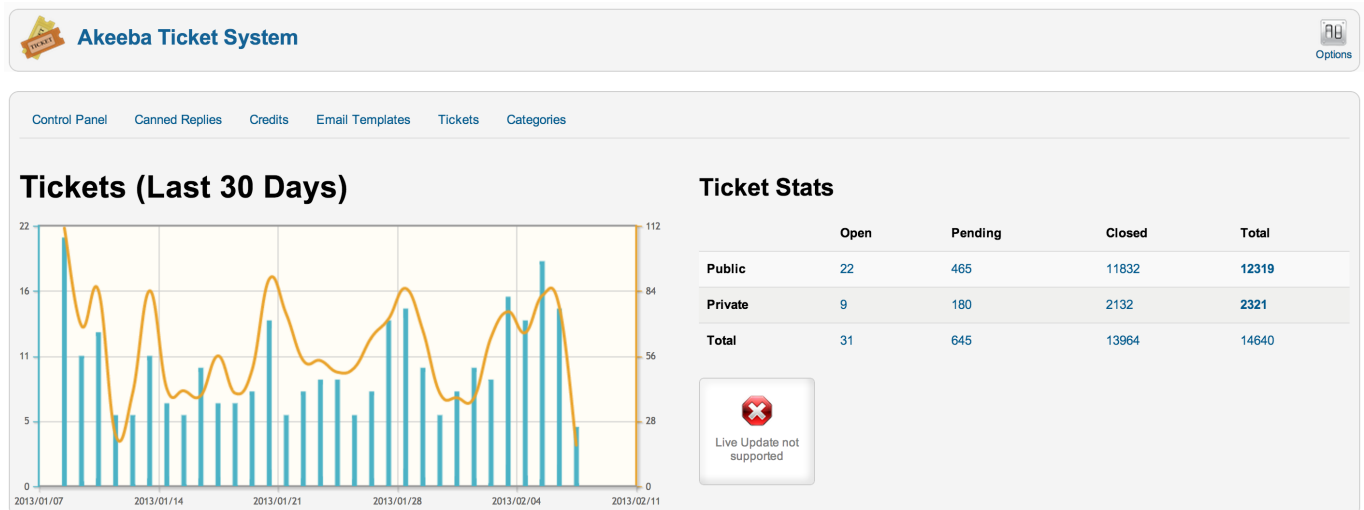 TICKET
Akeeba Ticket System
Options
Control Panel Canned Replies Credits Email Templates Tickets Categories
Tickets (Last 30 Days)
22
16
11
5
0
112
84
56
28
0
2013/01/07 2013/01/14 2013/01/21 2013/01/28 2013/02/04 2013/02/11
Ticket Stats
Open Pending Closed Total
Public 22 465 11832 12319
Private 9 180 2132 2321
Total 31 645 13964 14640
Live Update not
supported